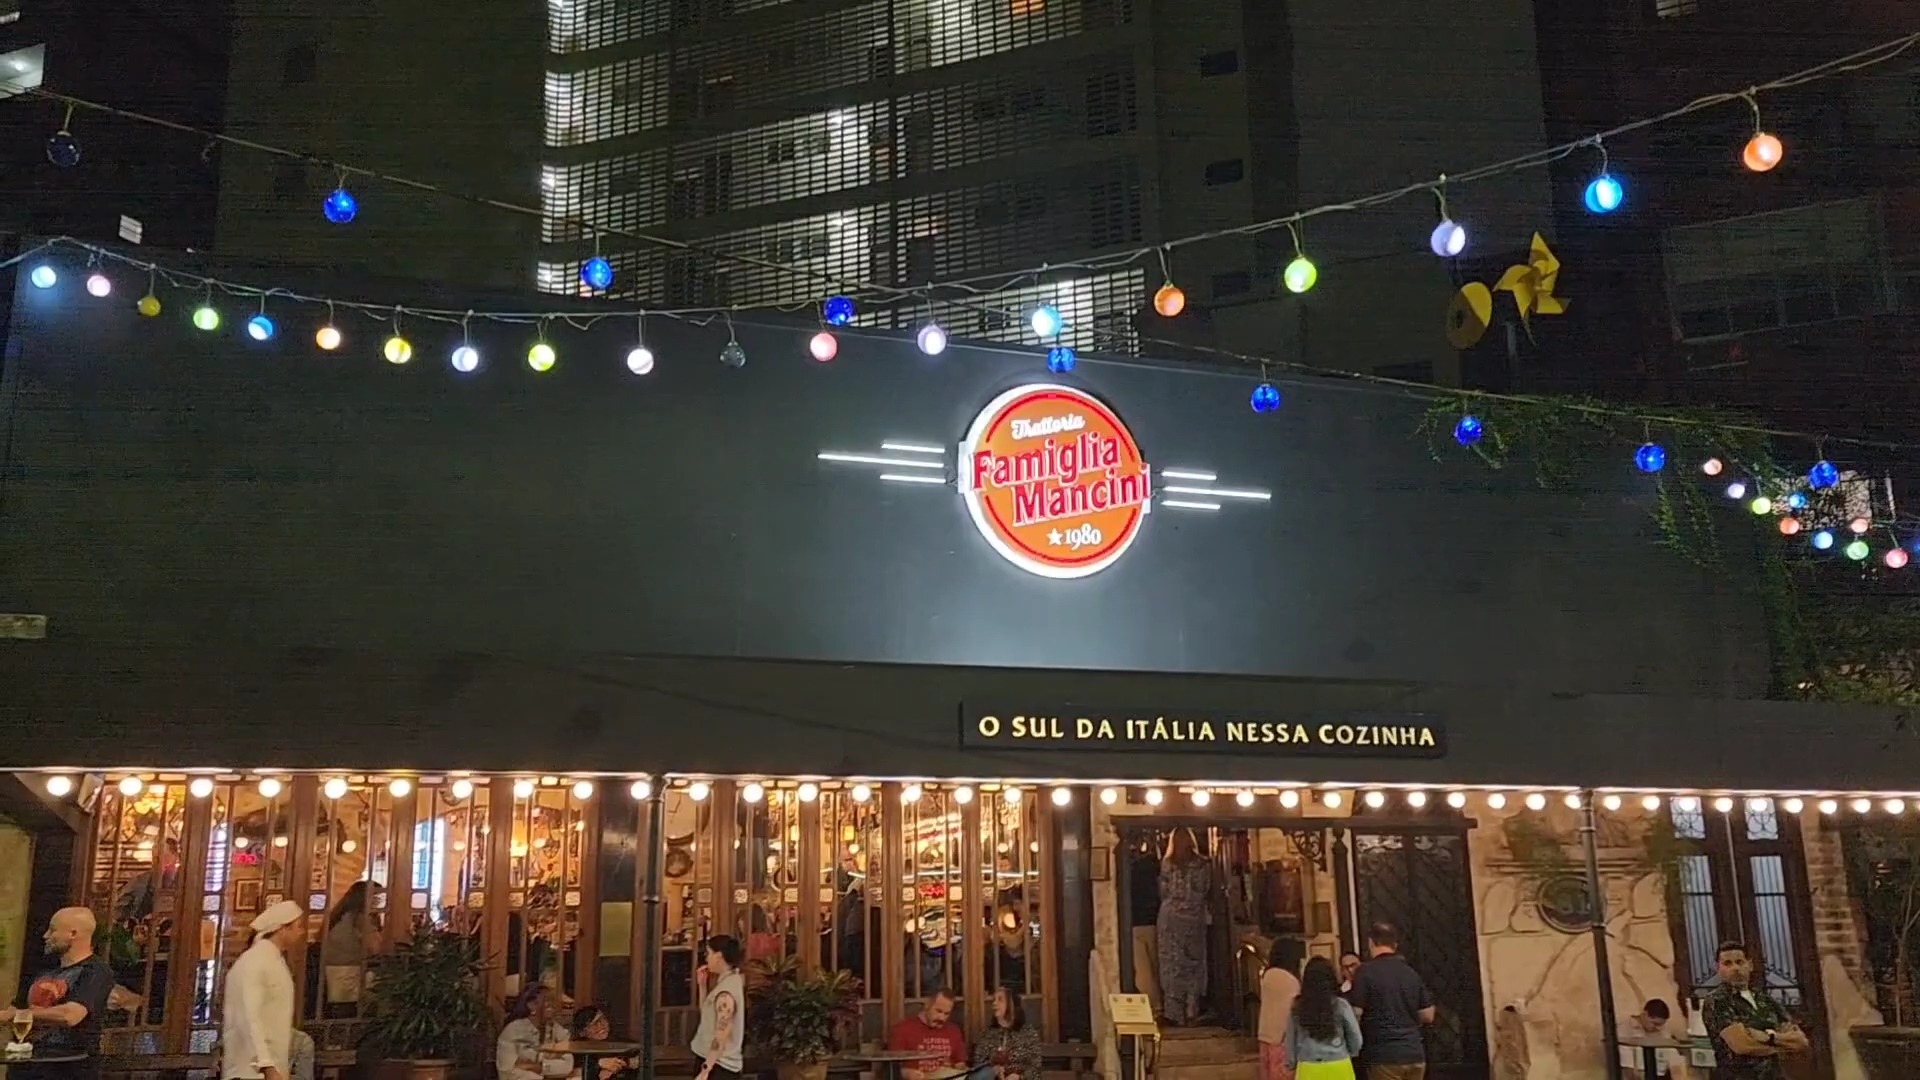 Trattoria
Famiglia
Mancini
★1980
O SUL DA ITÁLIA NESSA COZINHA